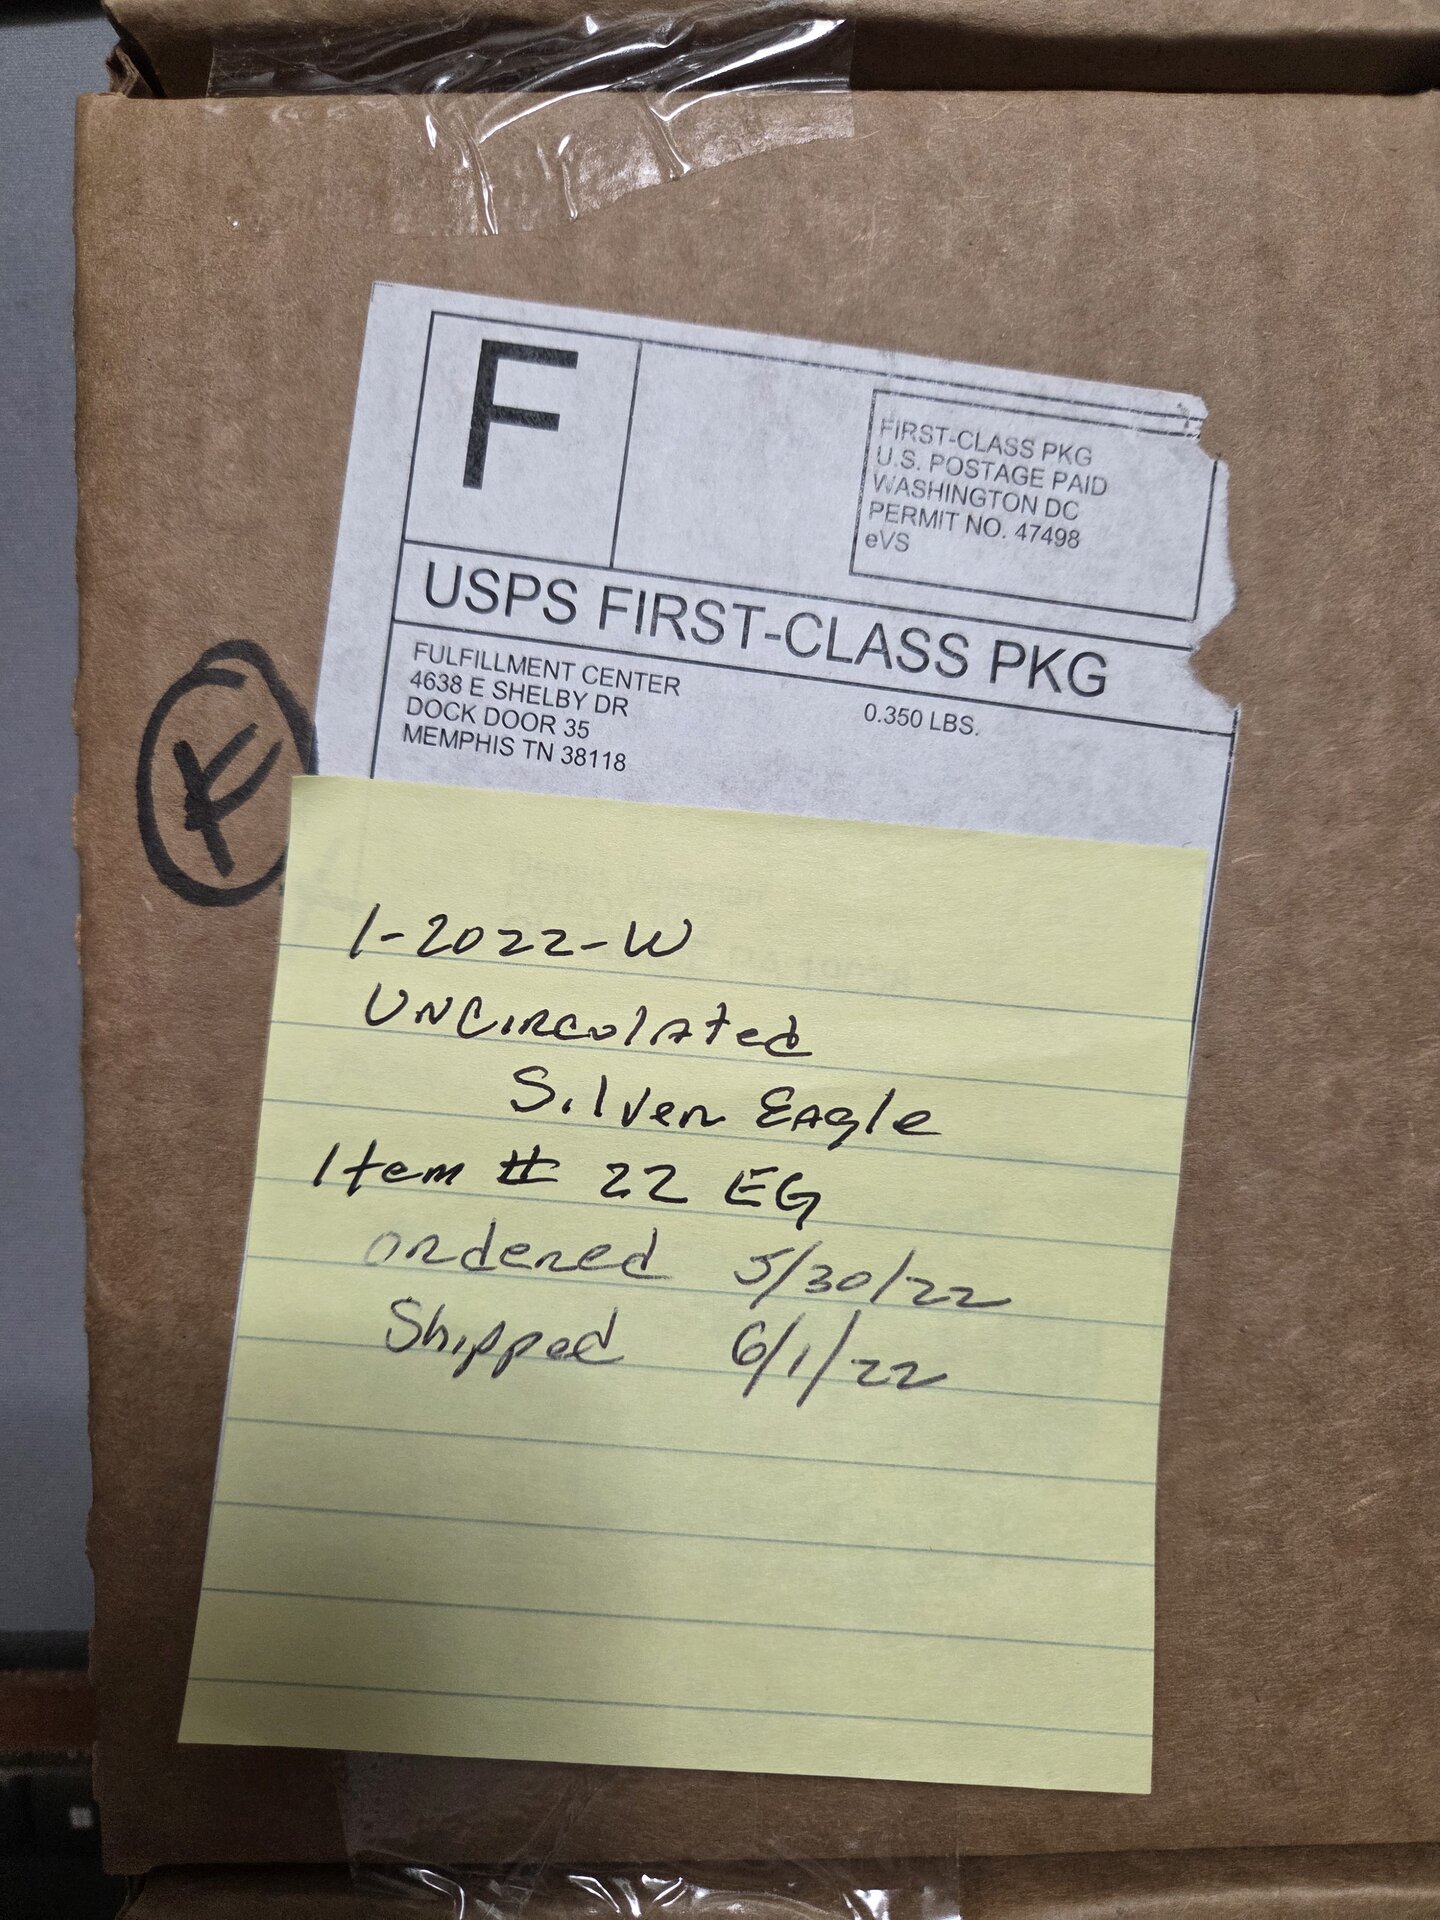 F
FIRST-CLASS PKG
U.S. POSTAGE PAID
WASHINGTON DC
PERMIT NO. 47498
eVS
USPS FIRST-CLASS PKG
FULFILLMENT CENTER
4638 E SHELBY DR
DOCK DOOR 35
MEMPHIS TN 38118
0.350 LBS.
1-2022-W
Uncirculated
Silver Eagle
Item # 22 EG
ordered 5/30/22
Shipped 6/1/22